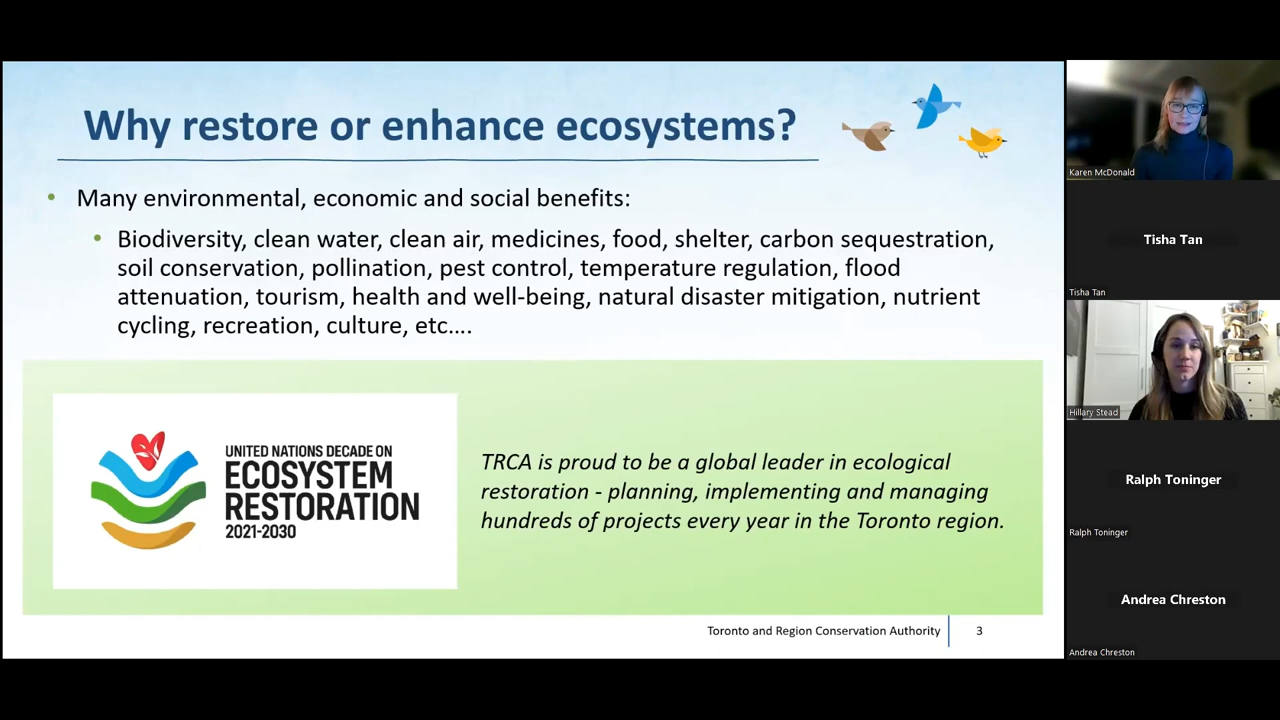 Why restore or enhance ecosystems?
• Many environmental, economic and social benefits:
• Biodiversity, clean water, clean air, medicines, food, shelter, carbon sequestration,
soil conservation, pollination, pest control, temperature regulation, flood
attenuation, tourism, health and well-being, natural disaster mitigation, nutrient
cycling, recreation, culture, etc....
UNITED NATIONS DECADE ON
ECOSYSTEM
RESTORATION
2021-2030
TRCA is proud to be a global leader in ecological
restoration - planning, implementing and managing
hundreds of projects every year in the Toronto region.
Toronto and Region Conservation Authority
3
Karen McDonald
Tisha Tan
Tisha Tan
Hillary Stead
Ralph Toninger
Ralph Toninger
Andrea Chreston
Andrea Chreston